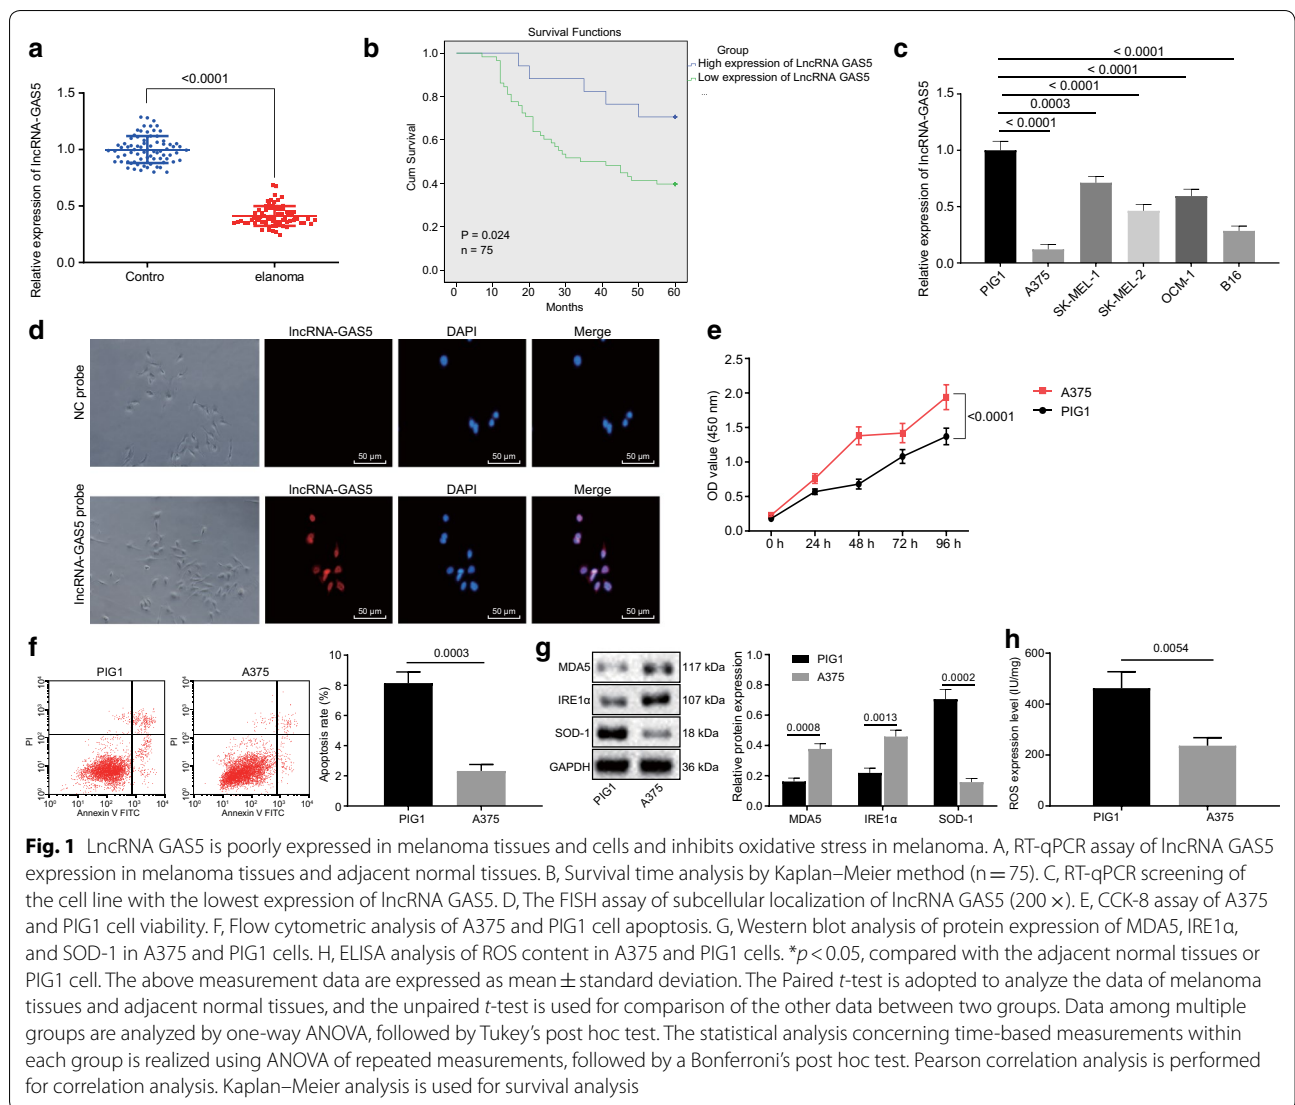 a
<0.0001
Relative expression of lncRNA-GAS5
1.5
1.0
0.5
0.0
Contro
elanoma
b
Survival Functions
Cum Survival
1.0
0.8
0.6
0.4
0.2
0.0
P = 0.024
n = 75
0 10 20 30 40 50 60
Months
Group
High expression of LncRNA GAS5
Low expression of LncRNA GAS5
...
c
< 0.0001
< 0.0001
< 0.0001
0.0003
< 0.0001
Relative expression of lncRNA-GAS5
1.5
1.0
0.5
0.0
PIG1
A375
SK-MEL-1
SK-MEL-2
OCM-1
B16
d
lncRNA-GAS5 DAPI Merge
NC probe
50 μm 50 μm 50 μm
lncRNA-GAS5 DAPI Merge
lncRNA-GAS5 probe
50 μm 50 μm 50 μm
e
OD value (450 nm)
2.5
2.0
1.5
1.0
0.5
0.0
0 h 24 h 48 h 72 h 96 h
<0.0001
A375
PIG1
f
PIG1
PI
10⁴
10³
10²
10¹
10⁰
10⁰ 10¹ 10² 10³ 10⁴
Annexin V FITC
A375
PI
10⁴
10³
10²
10¹
10⁰
10⁰ 10¹ 10² 10³ 10⁴
Annexin V FITC
Apoptosis rate (%)
10
8
6
4
2
0
0.0003
PIG1 A375
g
MDA5 117 kDa
IRE1α 107 kDa
SOD-1 18 kDa
GAPDH 36 kDa
PIG1 A375
Relative protein expression
1.0
0.8
0.6
0.4
0.2
0.0
PIG1
A375
0.0008
0.0013
0.0002
MDA5 IRE1α SOD-1
h
ROS expression level (IU/mg)
600
400
200
0
0.0054
PIG1 A375
Fig. 1 LncRNA GAS5 is poorly expressed in melanoma tissues and cells and inhibits oxidative stress in melanoma. A, RT-qPCR assay of lncRNA GAS5
expression in melanoma tissues and adjacent normal tissues. B, Survival time analysis by Kaplan–Meier method (n = 75). C, RT-qPCR screening of
the cell line with the lowest expression of lncRNA GAS5. D, The FISH assay of subcellular localization of lncRNA GAS5 (200 ×). E, CCK-8 assay of A375
and PIG1 cell viability. F, Flow cytometric analysis of A375 and PIG1 cell apoptosis. G, Western blot analysis of protein expression of MDA5, IRE1α,
and SOD-1 in A375 and PIG1 cells. H, ELISA analysis of ROS content in A375 and PIG1 cells. *p < 0.05, compared with the adjacent normal tissues or
PIG1 cell. The above measurement data are expressed as mean ± standard deviation. The Paired t-test is adopted to analyze the data of melanoma
tissues and adjacent normal tissues, and the unpaired t-test is used for comparison of the other data between two groups. Data among multiple
groups are analyzed by one-way ANOVA, followed by Tukey's post hoc test. The statistical analysis concerning time-based measurements within
each group is realized using ANOVA of repeated measurements, followed by a Bonferroni's post hoc test. Pearson correlation analysis is performed
for correlation analysis. Kaplan–Meier analysis is used for survival analysis